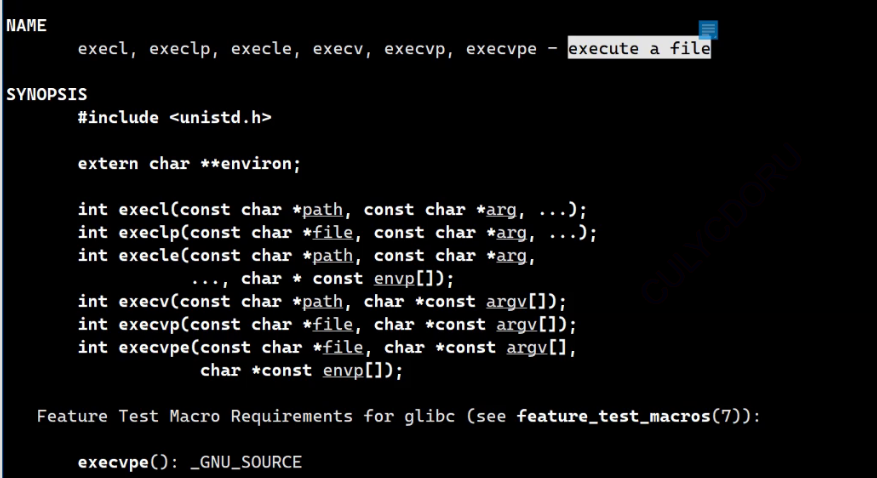 NAME
execl, execlp, execle, execv, execvp, execvpe - execute a file
SYNOPSIS
#include <unistd.h>
extern char **environ;
int execl(const char *path, const char *arg, ...);
int execlp(const char *file, const char *arg, ...);
int execle(const char *path, const char *arg,
..., char * const envp[]);
int execv(const char *path, char *const argv[]);
int execvp(const char *file, char *const argv[]);
int execvpe(const char *file, char *const argv[],
char *const envp[]);
Feature Test Macro Requirements for glibc (see feature_test_macros(7)):
execvpe(): _GNU_SOURCE